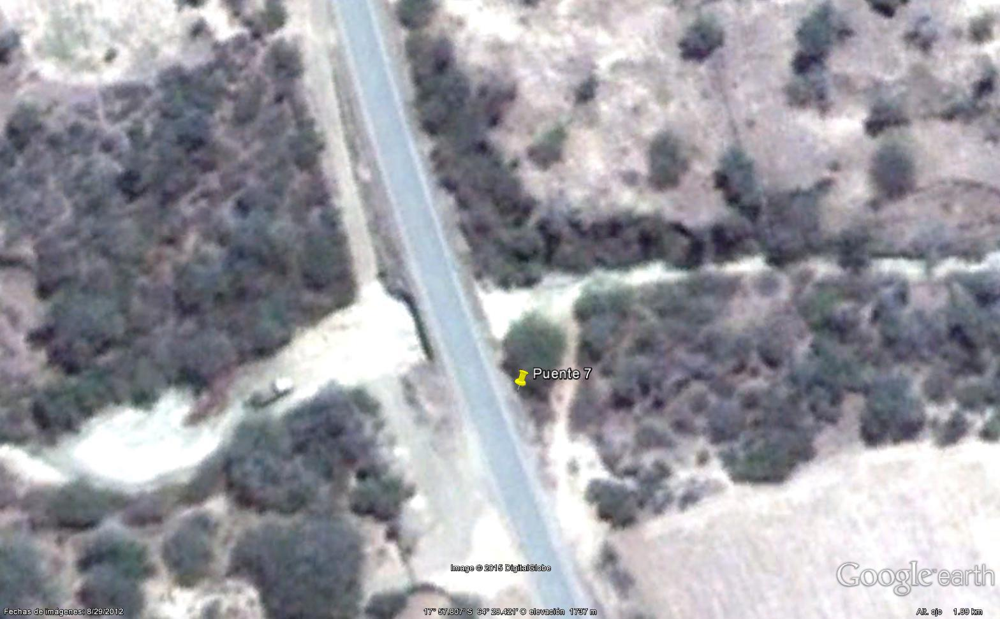 Puente 7
Image © 2015 DigitalGlobe
Google earth
Fechas de imágenes: 8/29/2012
17° 57.807' S 64° 29.421' O elevación 1737 m
Alt. ojo 1.89 km